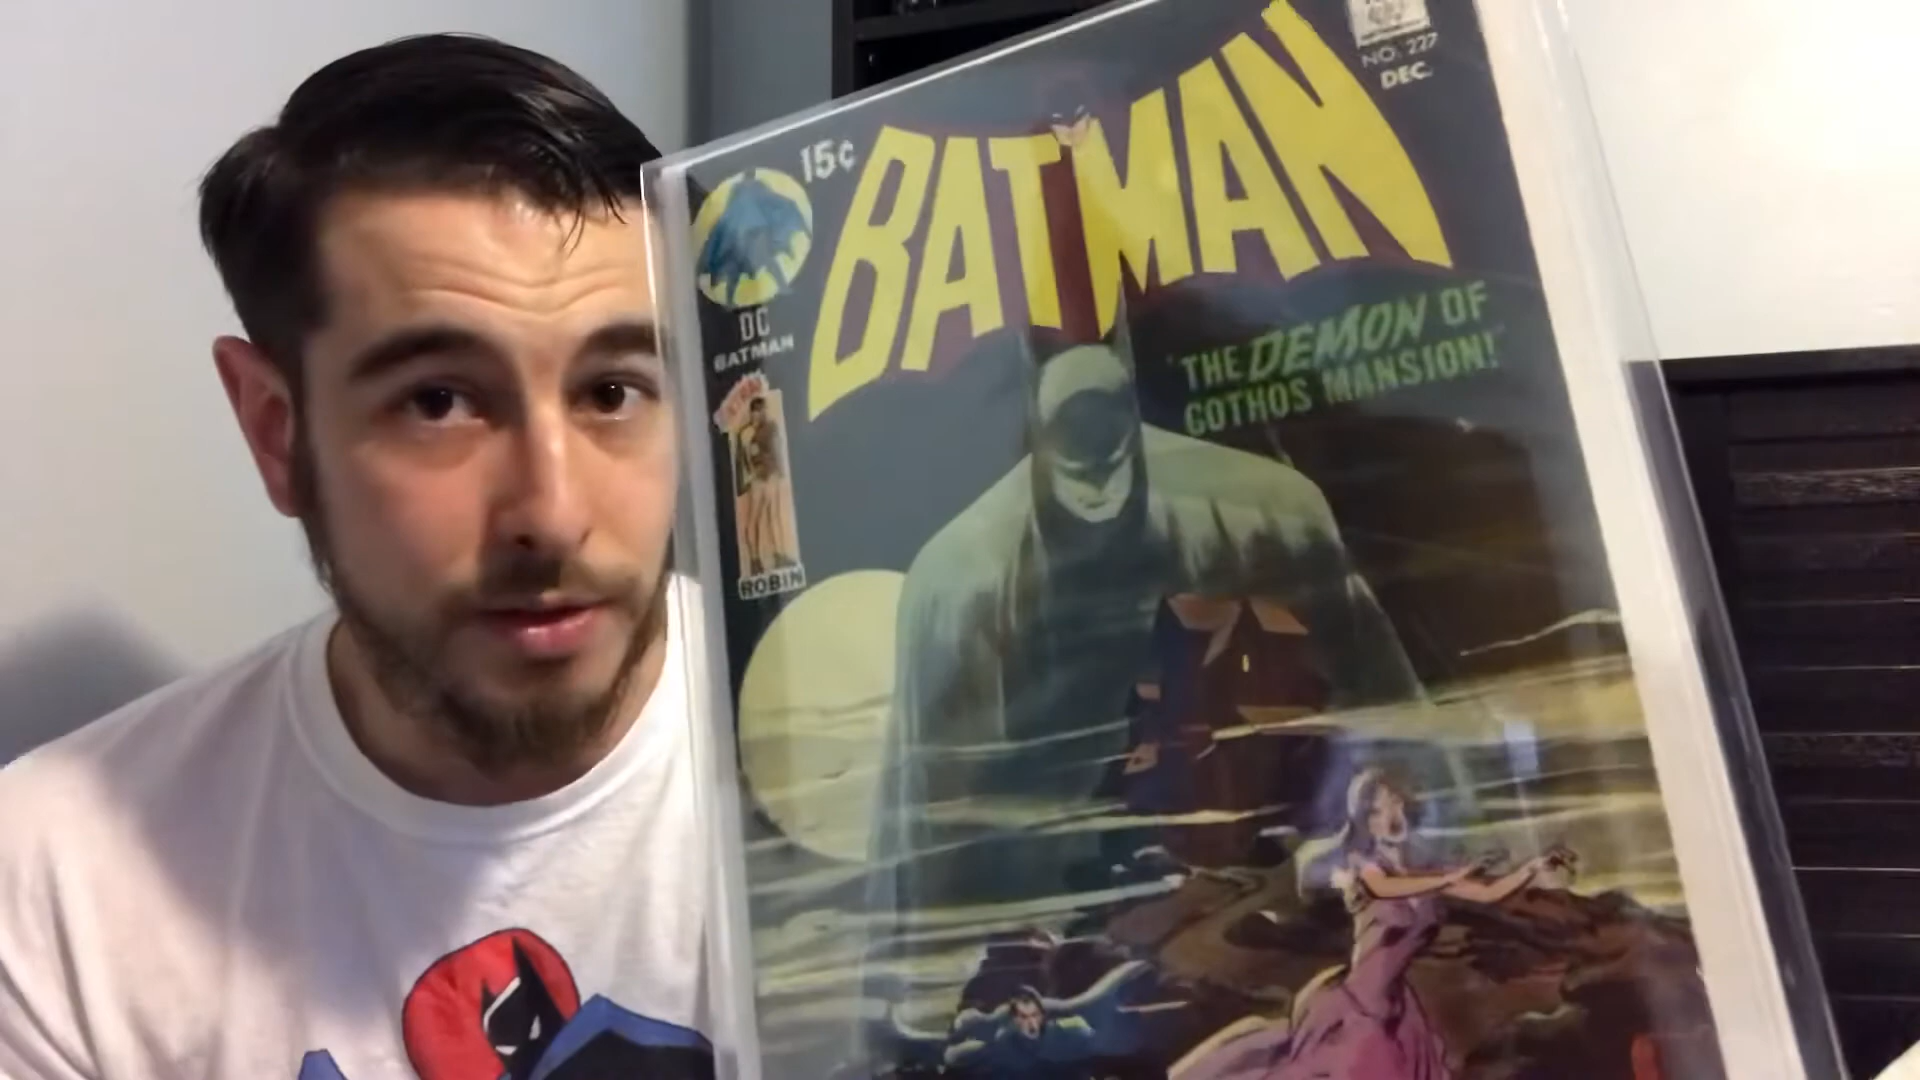 15¢
BATMAN
NO. 227
DEC.
DC
BATMAN
ROBIN
"THE DEMON OF
GOTHOS MANSION!"